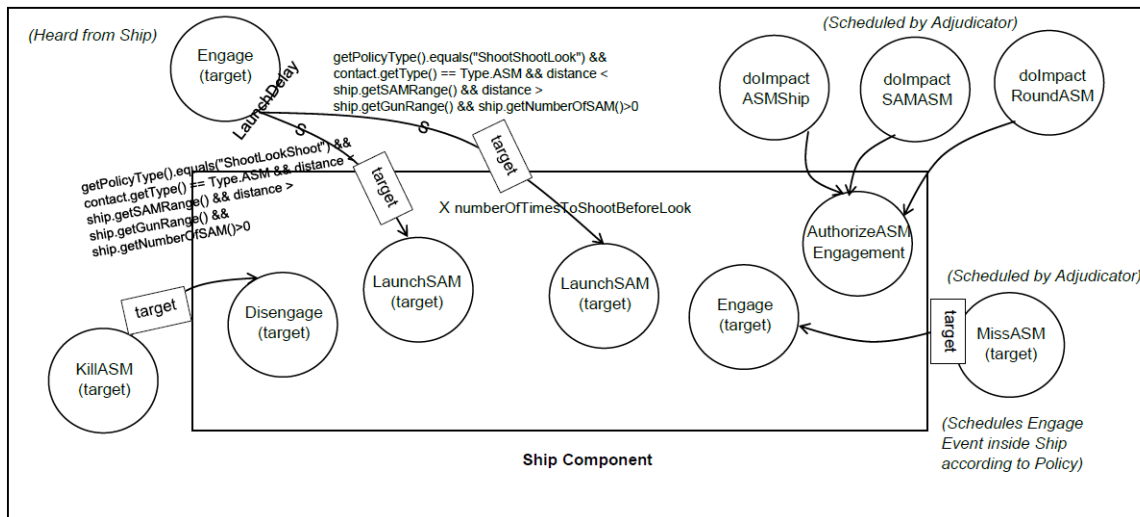 (Heard from Ship)
Engage
(target)
LaunchDelay
getPolicyType().equals("ShootShootLook") &&
contact.getType() == Type.ASM && distance <
ship.getSAMRange() && distance >
ship.getGunRange() && ship.getNumberOfSAM()>0
(Scheduled by Adjudicator)
doImpact
ASMShip
doImpact
SAMASM
doImpact
RoundASM
getPolicyType().equals("ShootLookShoot") &&
contact.getType() == Type.ASM && distance <
ship.getSAMRange() && distance >
ship.getGunRange() &&
ship.getNumberOfSAM()>0
target
target
X numberOfTimesToShootBeforeLook
AuthorizeASM
Engagement
LaunchSAM
(target)
LaunchSAM
(target)
(Scheduled by Adjudicator)
target
Disengage
(target)
Engage
(target)
target
MissASM
(target)
KillASM
(target)
(Schedules Engage
Event inside Ship
according to Policy)
Ship Component